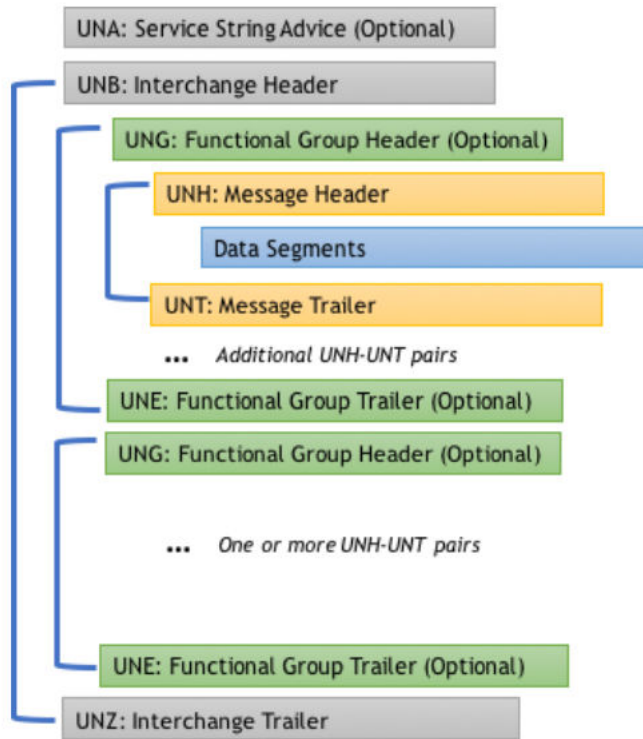 UNA: Service String Advice (Optional)
UNB: Interchange Header
UNG: Functional Group Header (Optional)
UNH: Message Header
Data Segments
UNT: Message Trailer
... Additional UNH-UNT pairs
UNE: Functional Group Trailer (Optional)
UNG: Functional Group Header (Optional)
... One or more UNH-UNT pairs
UNE: Functional Group Trailer (Optional)
UNZ: Interchange Trailer